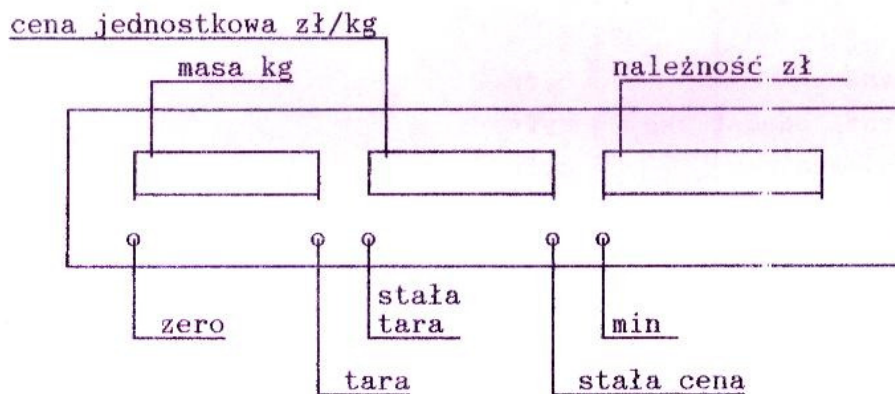 cena jednostkowa zł/kg
masa kg
należność zł
zero
stała
tara
min
tara
stała cena